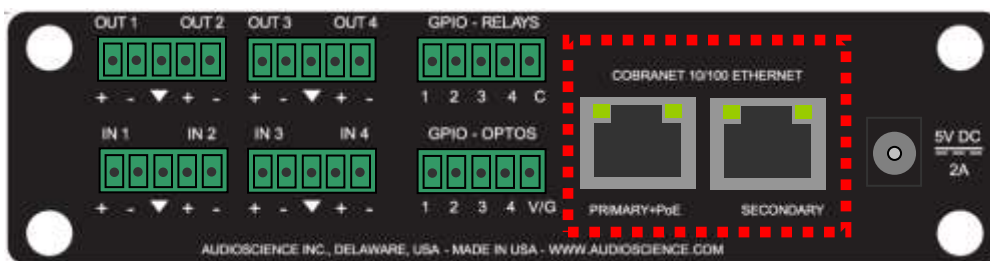 OUT 1 OUT 2 OUT 3 OUT 4 GPIO - RELAYS
COBRANET 10/100 ETHERNET
+ - ▼ + - + - ▼ + - 1 2 3 4 C
IN 1 IN 2 IN 3 IN 4 GPIO - OPTOS
5V DC
2A
+ - ▼ + - + - ▼ + - 1 2 3 4 V/G
PRIMARY+PoE SECONDARY
AUDIOSCIENCE INC., DELAWARE, USA - MADE IN USA - WWW.AUDIOSCIENCE.COM